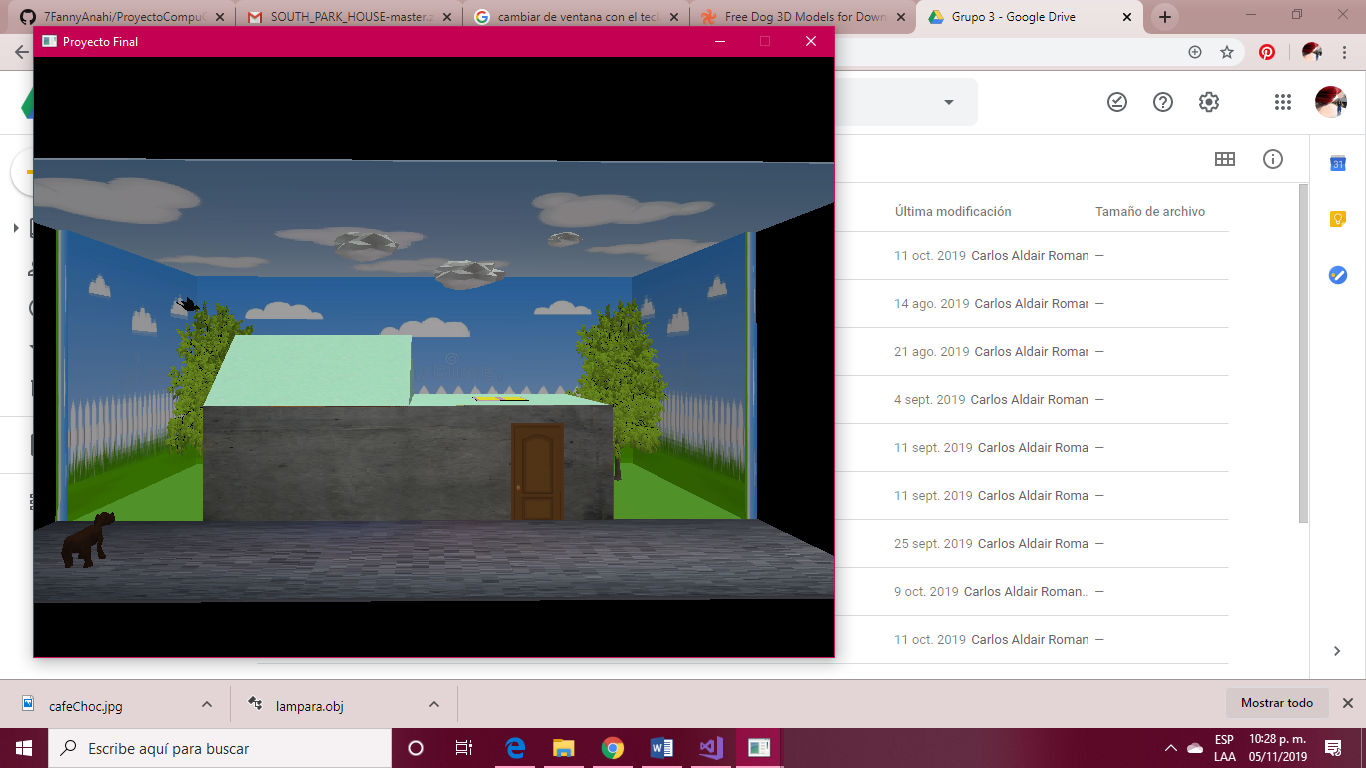 7FannyAnahi/ProyectoCompuG
SOUTH_PARK_HOUSE-master.z
cambiar de ventana con el tecl
Free Dog 3D Models for Down
Grupo 3 - Google Drive
Proyecto Final
Última modificación
Tamaño de archivo
11 oct. 2019 Carlos Aldair Roman —
14 ago. 2019 Carlos Aldair Roman —
21 ago. 2019 Carlos Aldair Roman —
4 sept. 2019 Carlos Aldair Roman —
11 sept. 2019 Carlos Aldair Roma —
11 sept. 2019 Carlos Aldair Roma —
25 sept. 2019 Carlos Aldair Roma —
9 oct. 2019 Carlos Aldair Roman.. —
11 oct. 2019 Carlos Aldair Roman —
31
cafeChoc.jpg
lampara.obj
Mostrar todo
Escribe aquí para buscar
ESP
LAA
10:28 p. m.
05/11/2019